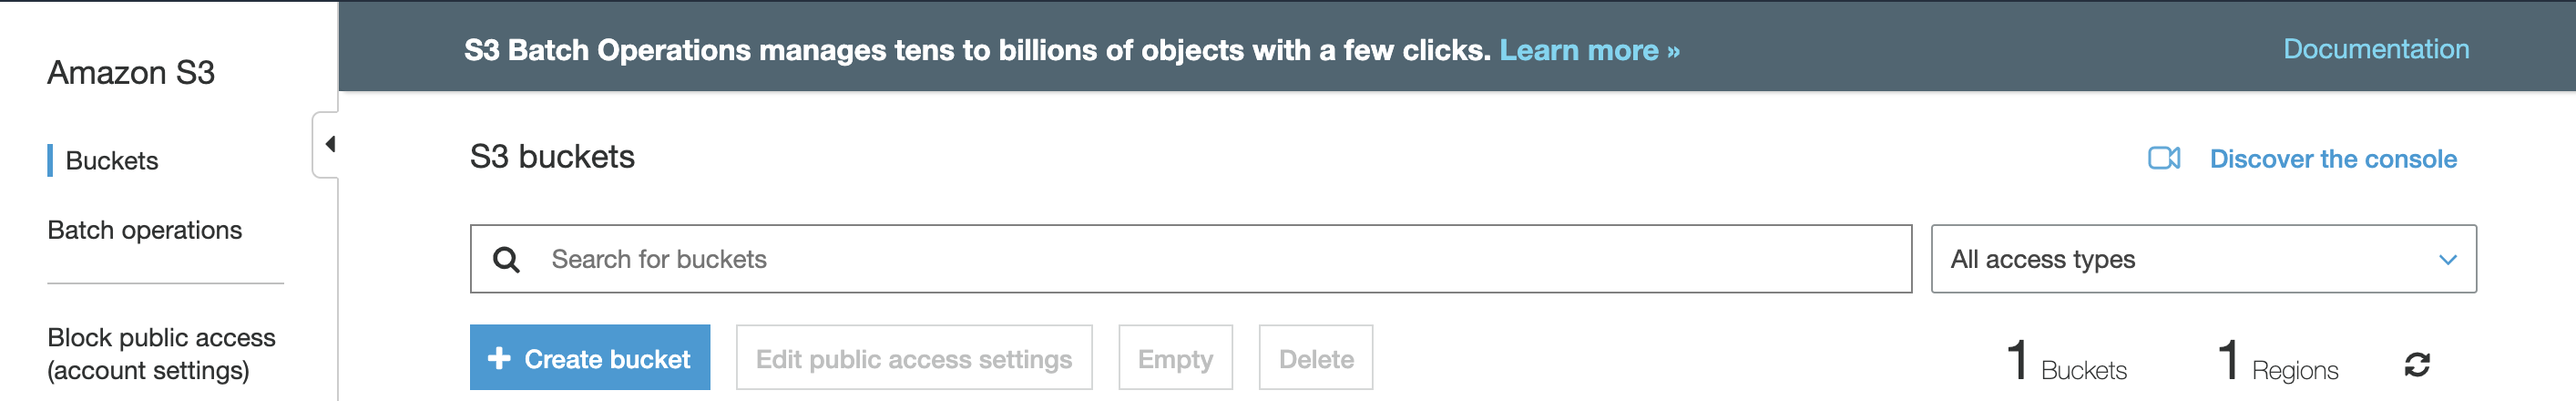 Amazon S3
Buckets
Batch operations
Block public access
(account settings)
S3 Batch Operations manages tens to billions of objects with a few clicks. Learn more »
Documentation
S3 buckets
Discover the console
Search for buckets
All access types
+ Create bucket
Edit public access settings
Empty
Delete
1 Buckets
1 Regions